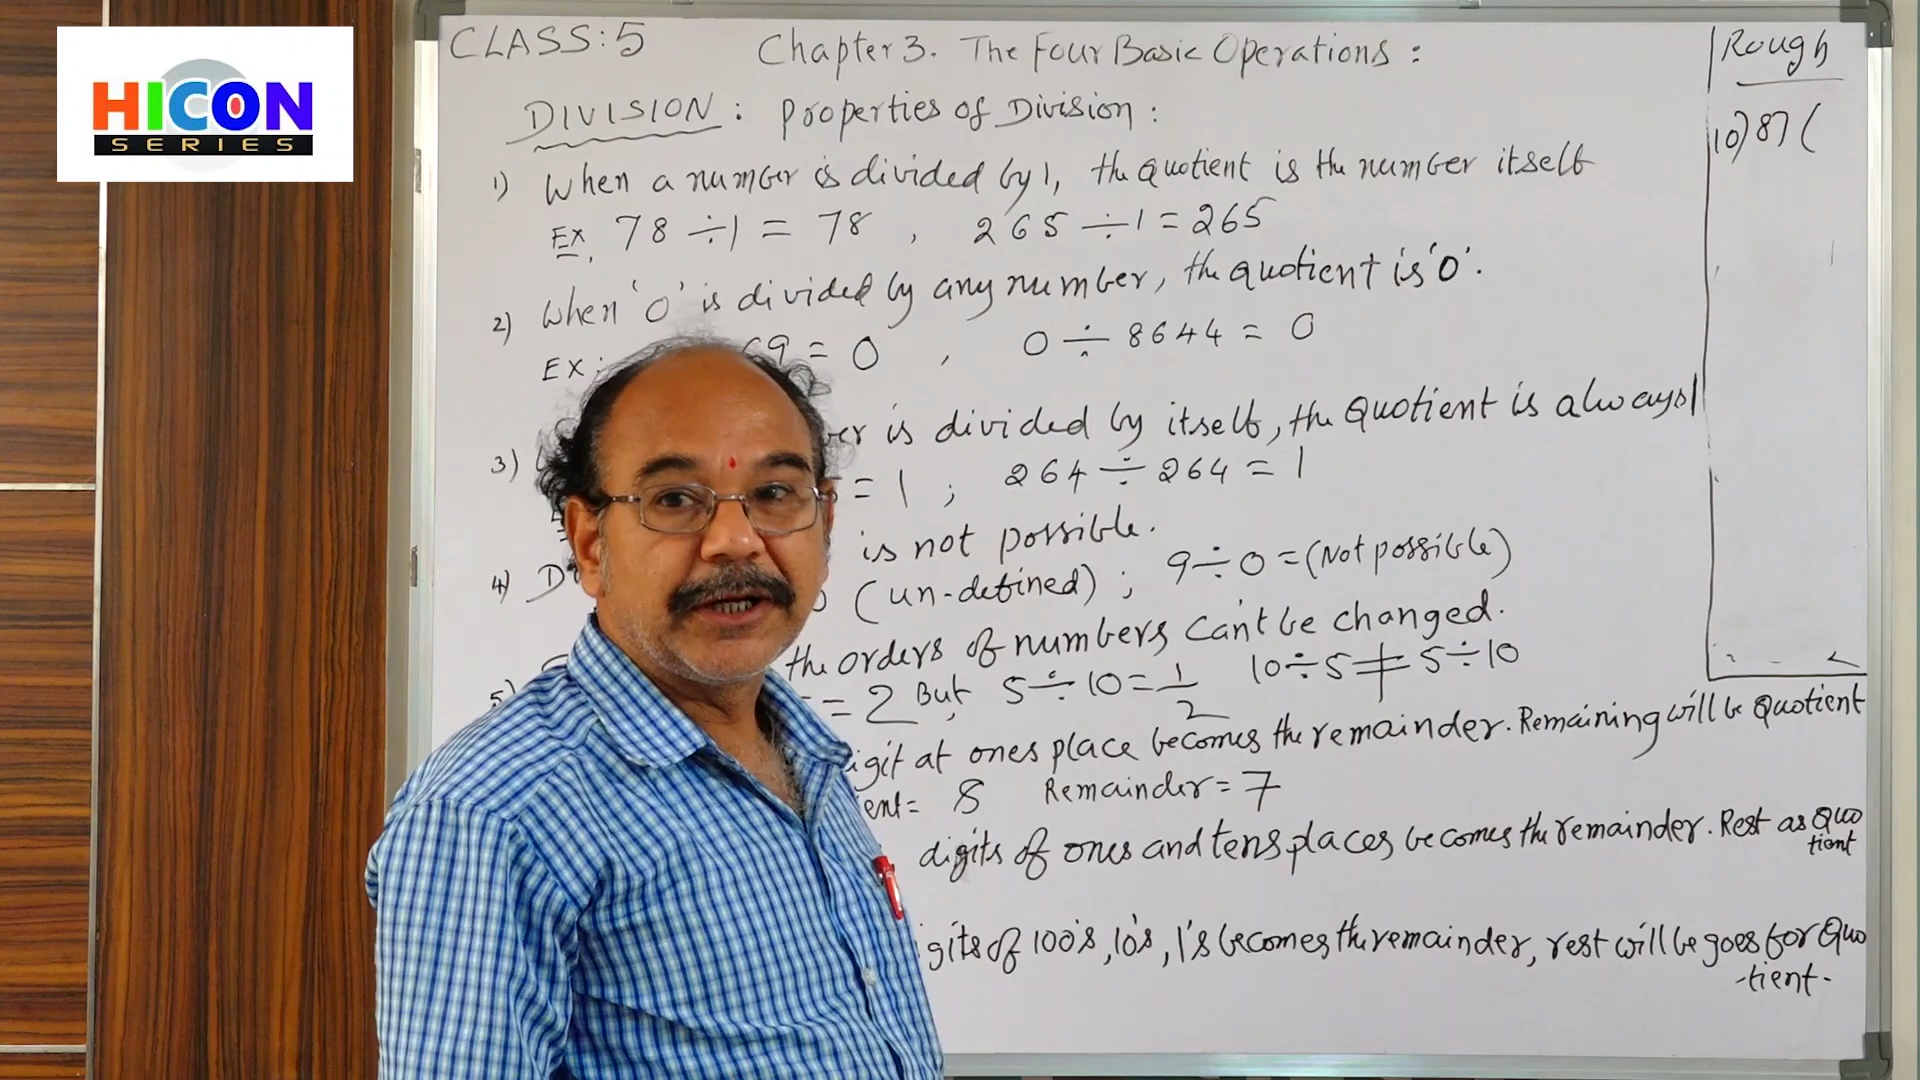 HICON
SERIES
CLASS:5 Chapter 3. The Four Basic Operations:
DIVISION: Properties of Division:
1) When a number is divided by 1, the quotient is the number itself
Ex. 78 ÷ 1 = 78 , 265 ÷ 1 = 265
2) When '0' is divided by any number, the quotient is '0'.
EX: 69 = 0 , 0 ÷ 8644 = 0
3) is divided by itself, the Quotient is always 1
= 1 ; 264 ÷ 264 = 1
4) is not possible.
(un-defined) ; 9 ÷ 0 = (Not possible)
5) the orders of numbers can't be changed.
= 2 But, 5 ÷ 10 = 1/2 10 ÷ 5 ≠ 5 ÷ 10
at ones place becomes the remainder. Remaining will be Quotient
= 8 Remainder = 7
digits of ones and tens places becomes the remainder. Rest as Quo
tient
of 100's, 10's, 1's becomes the remainder, rest will be goes for Quo
-tient-
Rough
10)87(